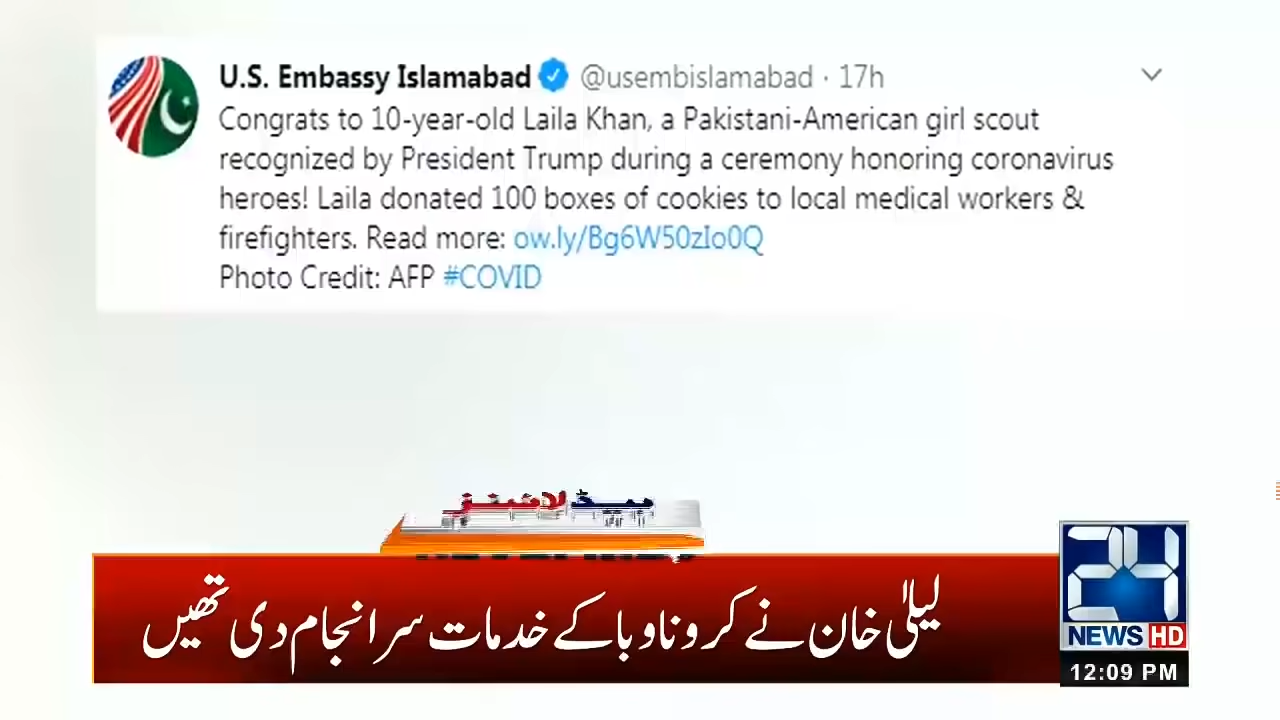 U.S. Embassy Islamabad @usembislamabad · 17h
Congrats to 10-year-old Laila Khan, a Pakistani-American girl scout
recognized by President Trump during a ceremony honoring coronavirus
heroes! Laila donated 100 boxes of cookies to local medical workers &
firefighters. Read more: ow.ly/Bg6W50zIo0Q
Photo Credit: AFP #COVID
ہیڈلائنز
لیلیٰ خان نے کرونا وبا کے خدمات سر انجام دی تھیں
24
NEWS HD
12:09 PM